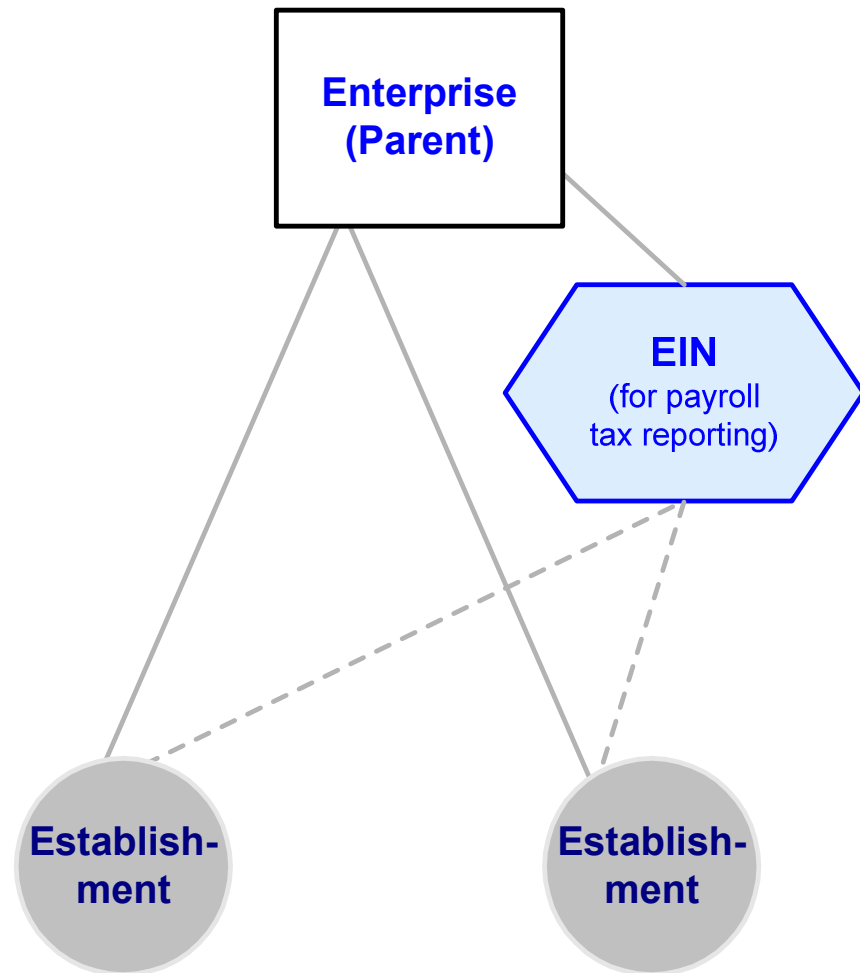 Enterprise
(Parent)
EIN
(for payroll
tax reporting)
Establish-
ment
Establish-
ment